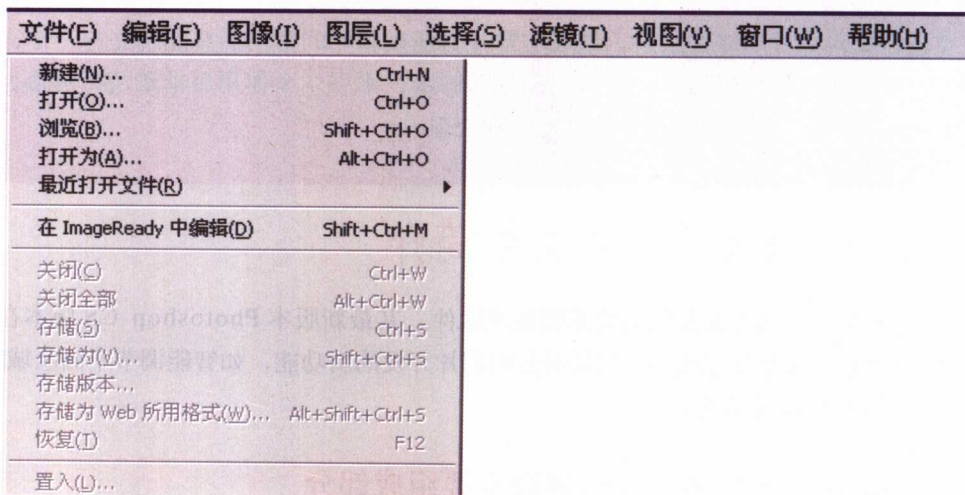 文件(F) 编辑(E) 图像(I) 图层(L) 选择(S) 滤镜(T) 视图(V) 窗口(W) 帮助(H)
新建(N)... Ctrl+N
打开(O)... Ctrl+O
浏览(B)... Shift+Ctrl+O
打开为(A)... Alt+Ctrl+O
最近打开文件(R)
在 ImageReady 中编辑(D) Shift+Ctrl+M
关闭(C) Ctrl+W
关闭全部 Alt+Ctrl+W
存储(S) Ctrl+S
存储为(V)... Shift+Ctrl+S
存储版本...
存储为 Web 所用格式(W)... Alt+Shift+Ctrl+S
恢复(T) F12
置入(L)...